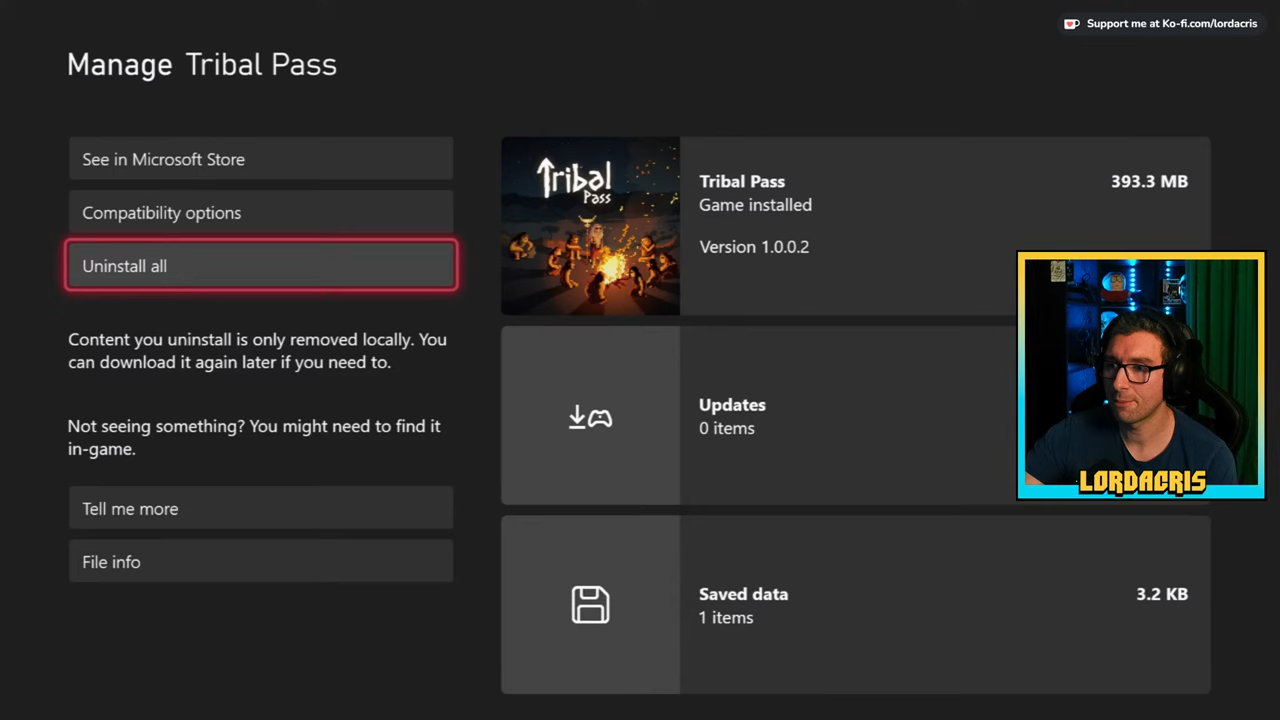 Support me at Ko-fi.com/lordacris
Manage Tribal Pass
See in Microsoft Store
Compatibility options
Uninstall all
Content you uninstall is only removed locally. You
can download it again later if you need to.
Not seeing something? You might need to find it
in-game.
Tell me more
File info
Tribal
Pass
Tribal Pass
393.3 MB
Game installed
Version 1.0.0.2
Updates
0 items
Saved data
3.2 KB
1 items
LORDACRIS